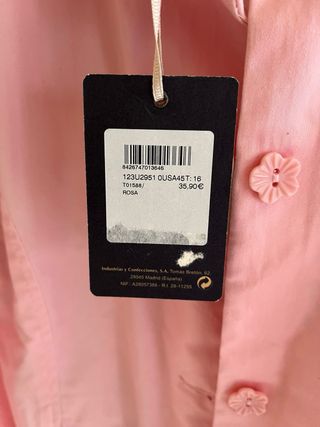 8426747013646
123U2951 0USA45T: 16
T01588/ 35,90€
ROSA
Industrias y Confecciones, S.A. Tomás Bretón, 62
28045 Madrid (España)
NIF: A28057388 - R.I. 28-11255